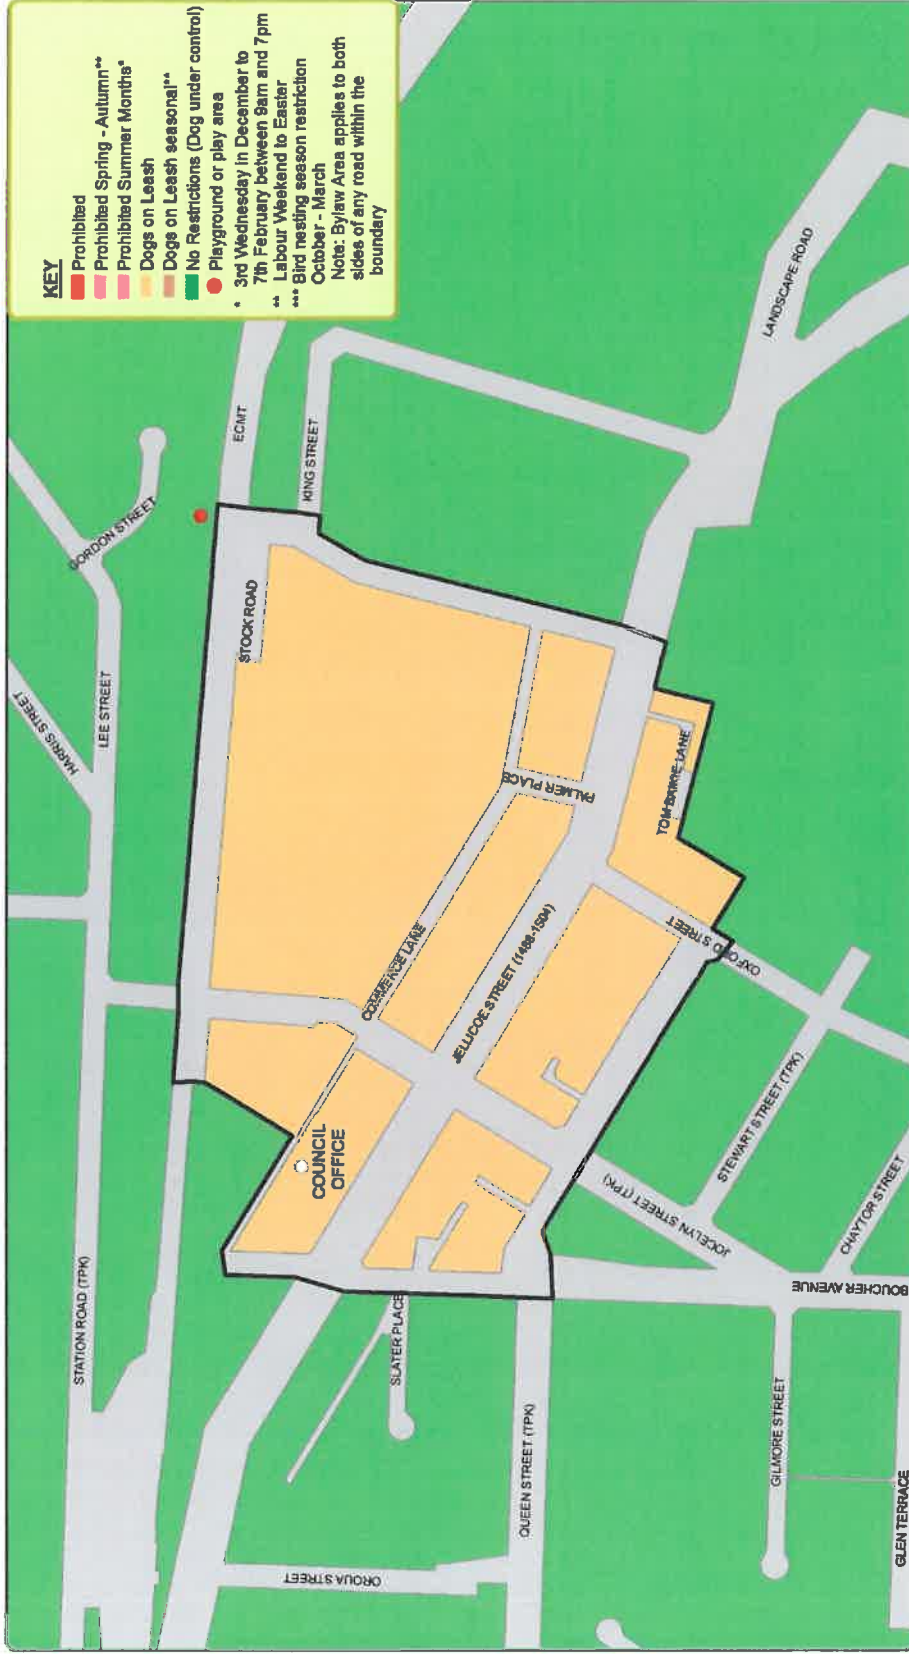 KEY
Prohibited
Prohibited Spring - Autumn**
Prohibited Summer Months*
Dogs on Leash
Dogs on Leash seasonal**
No Restrictions (Dog under control)
Playground or play area
* 3rd Wednesday in December to
7th February between 9am and 7pm
** Labour Weekend to Easter
*** Bird nesting season restriction
October - March
Note: Bylaw Area applies to both
sides of any road within the
boundary
GORDON STREET
HARRIS STREET
LEE STREET
ECMT
KING STREET
STOCK ROAD
LANDSCAPE ROAD
PALMER PLACE
TOM LANE
COMMERCE LANE
JELLICOE STREET (1488-1504)
OXFORD STREET
COUNCIL
OFFICE
STATION ROAD (TPK)
SLATER PLACE
QUEEN STREET (TPK)
OROUA STREET
JOCELYN STREET (TPK)
STEWART STREET (TPK)
CHAYTOR STREET
BOUCHER AVENUE
GILMORE STREET
GLEN TERRACE